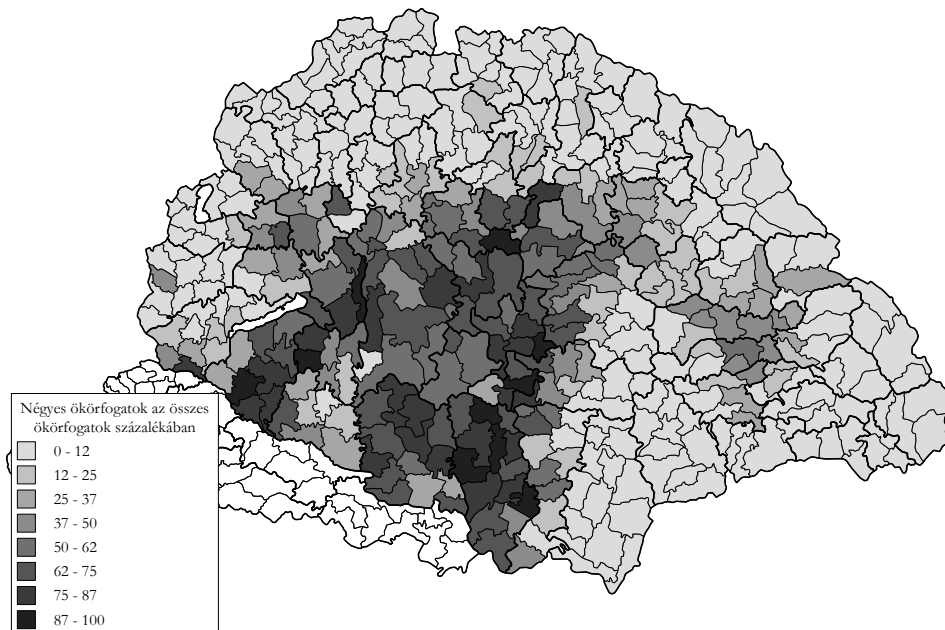 Négyes ökörfogatok az összes
ökörfogatok százalékában
0 - 12
12 - 25
25 - 37
37 - 50
50 - 62
62 - 75
75 - 87
87 - 100